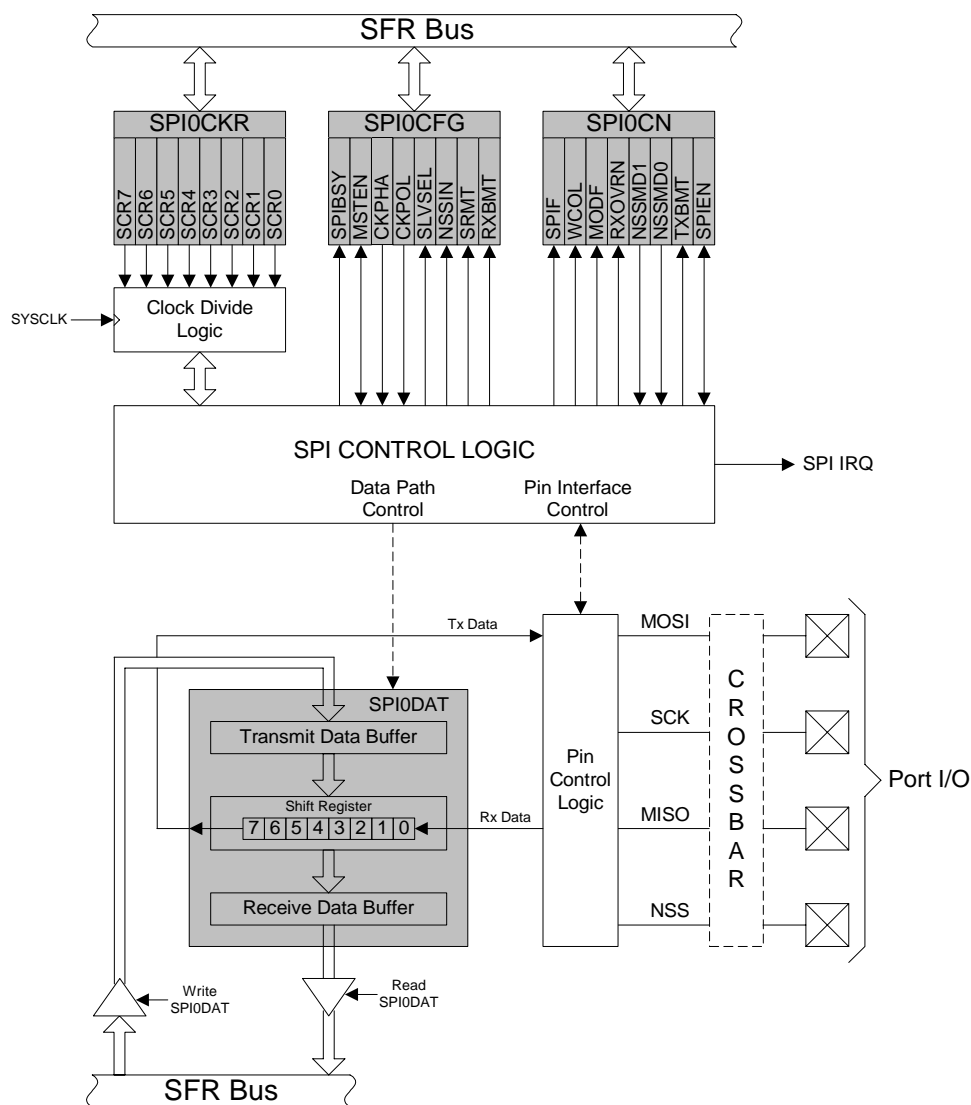 SFR Bus
SPI0CKR
SPI0CFG
SPI0CN
SCR7
SCR6
SCR5
SCR4
SCR3
SCR2
SCR1
SCR0
SPIBSY
MSTEN
CKPHA
CKPOL
SLVSEL
NSSIN
SRMT
RXBMT
SPIF
WCOL
MODF
RXOVRN
NSSMD1
NSSMD0
TXBMT
SPIEN
SYSCLK
Clock Divide
Logic
SPI CONTROL LOGIC
SPI IRQ
Data Path
Control
Pin Interface
Control
Tx Data
MOSI
SPI0DAT
Transmit Data Buffer
SCK
Shift Register
7 6 5 4 3 2 1 0
Rx Data
Pin
Control
Logic
MISO
CROSSBAR
Port I/O
Receive Data Buffer
NSS
Write
SPI0DAT
Read
SPI0DAT
SFR Bus